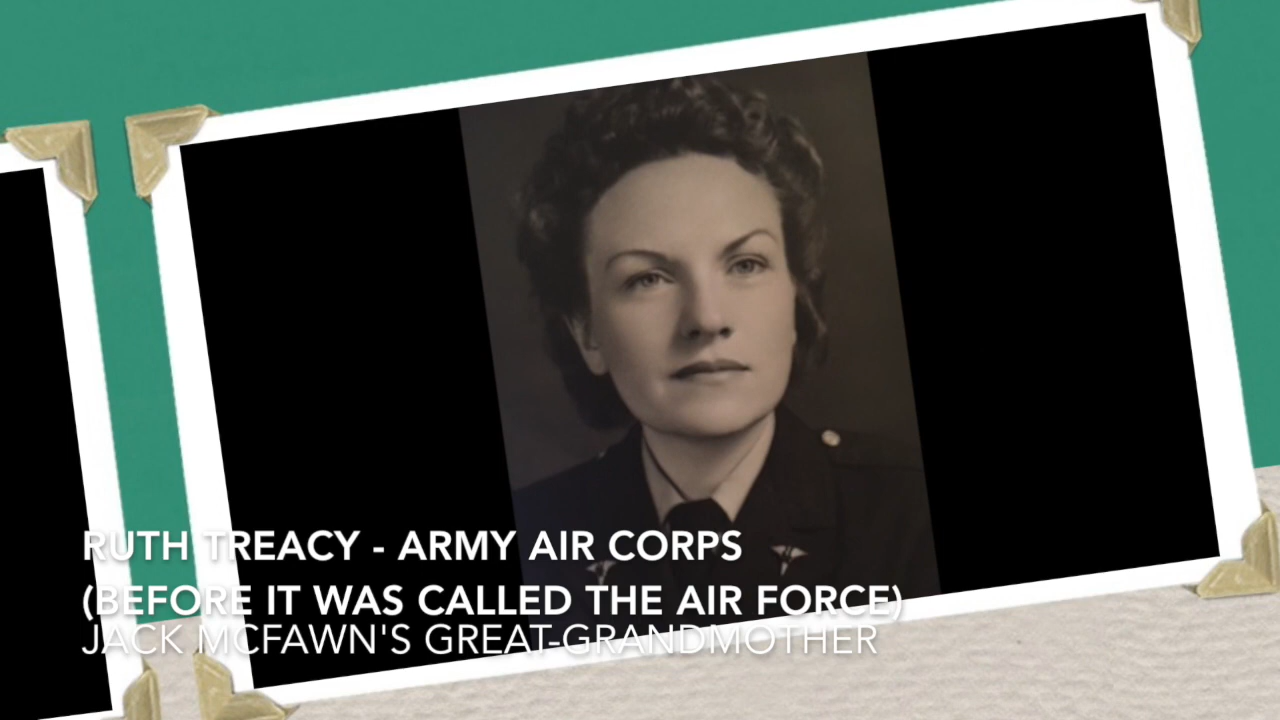 RUTH TREACY - ARMY AIR CORPS
(BEFORE IT WAS CALLED THE AIR FORCE)
JACK MCFAWN'S GREAT-GRANDMOTHER